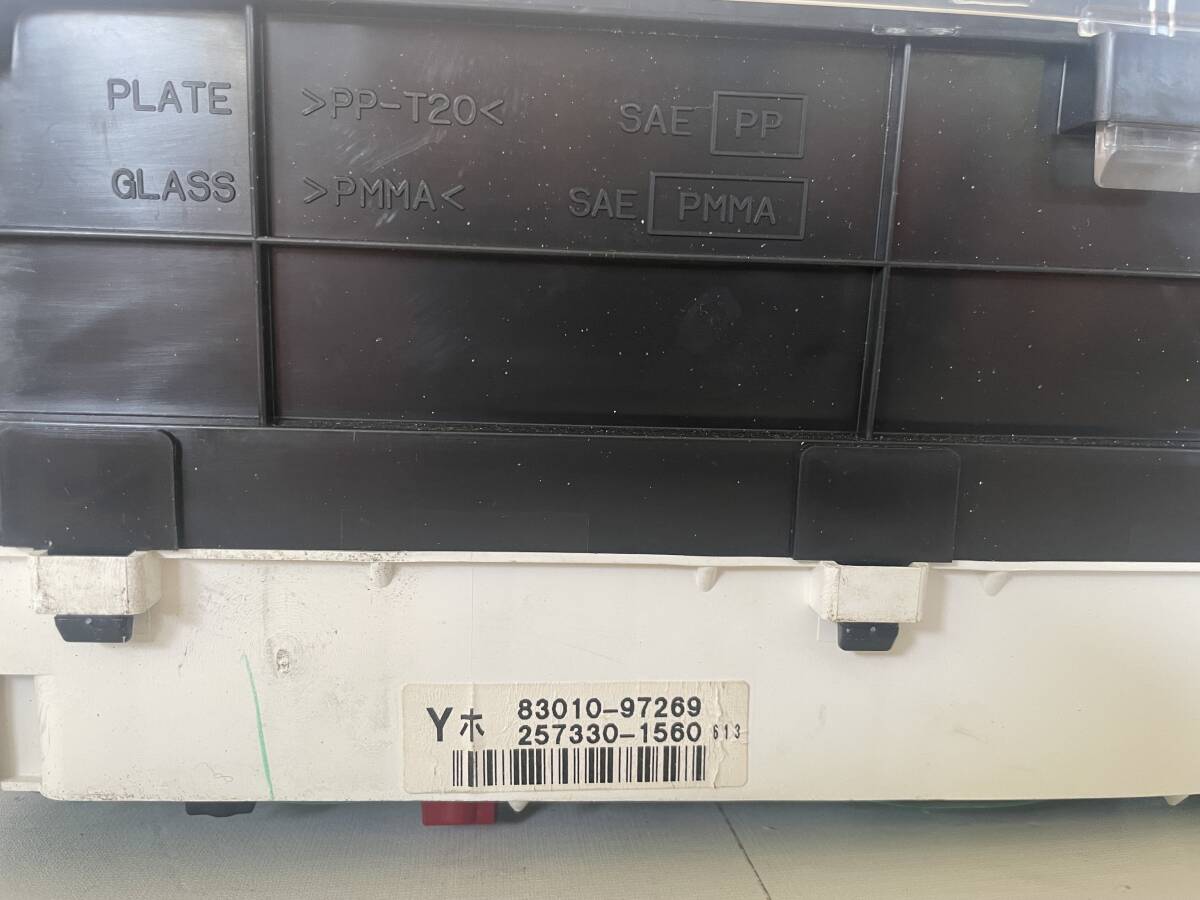 PLATE >PP-T20< SAE PP
GLASS >PMMA< SAE PMMA
Yホ 83010-97269
257330-1560 613